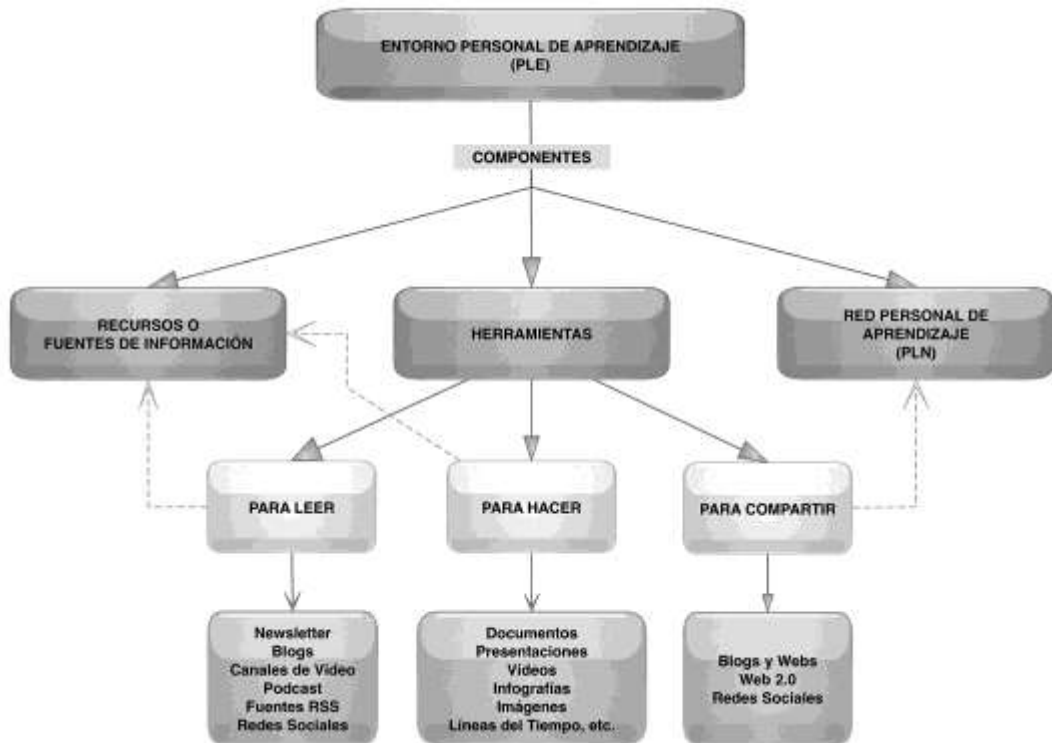 ENTORNO PERSONAL DE APRENDIZAJE
(PLE)
COMPONENTES
RECURSOS O
FUENTES DE INFORMACIÓN
HERRAMIENTAS
RED PERSONAL DE
APRENDIZAJE
(PLN)
PARA LEER
PARA HACER
PARA COMPARTIR
Newsletter
Blogs
Canales de Vídeo
Podcast
Fuentes RSS
Redes Sociales
Documentos
Presentaciones
Vídeos
Infografías
Imágenes
Líneas del Tiempo, etc.
Blogs y Webs
Web 2.0
Redes Sociales